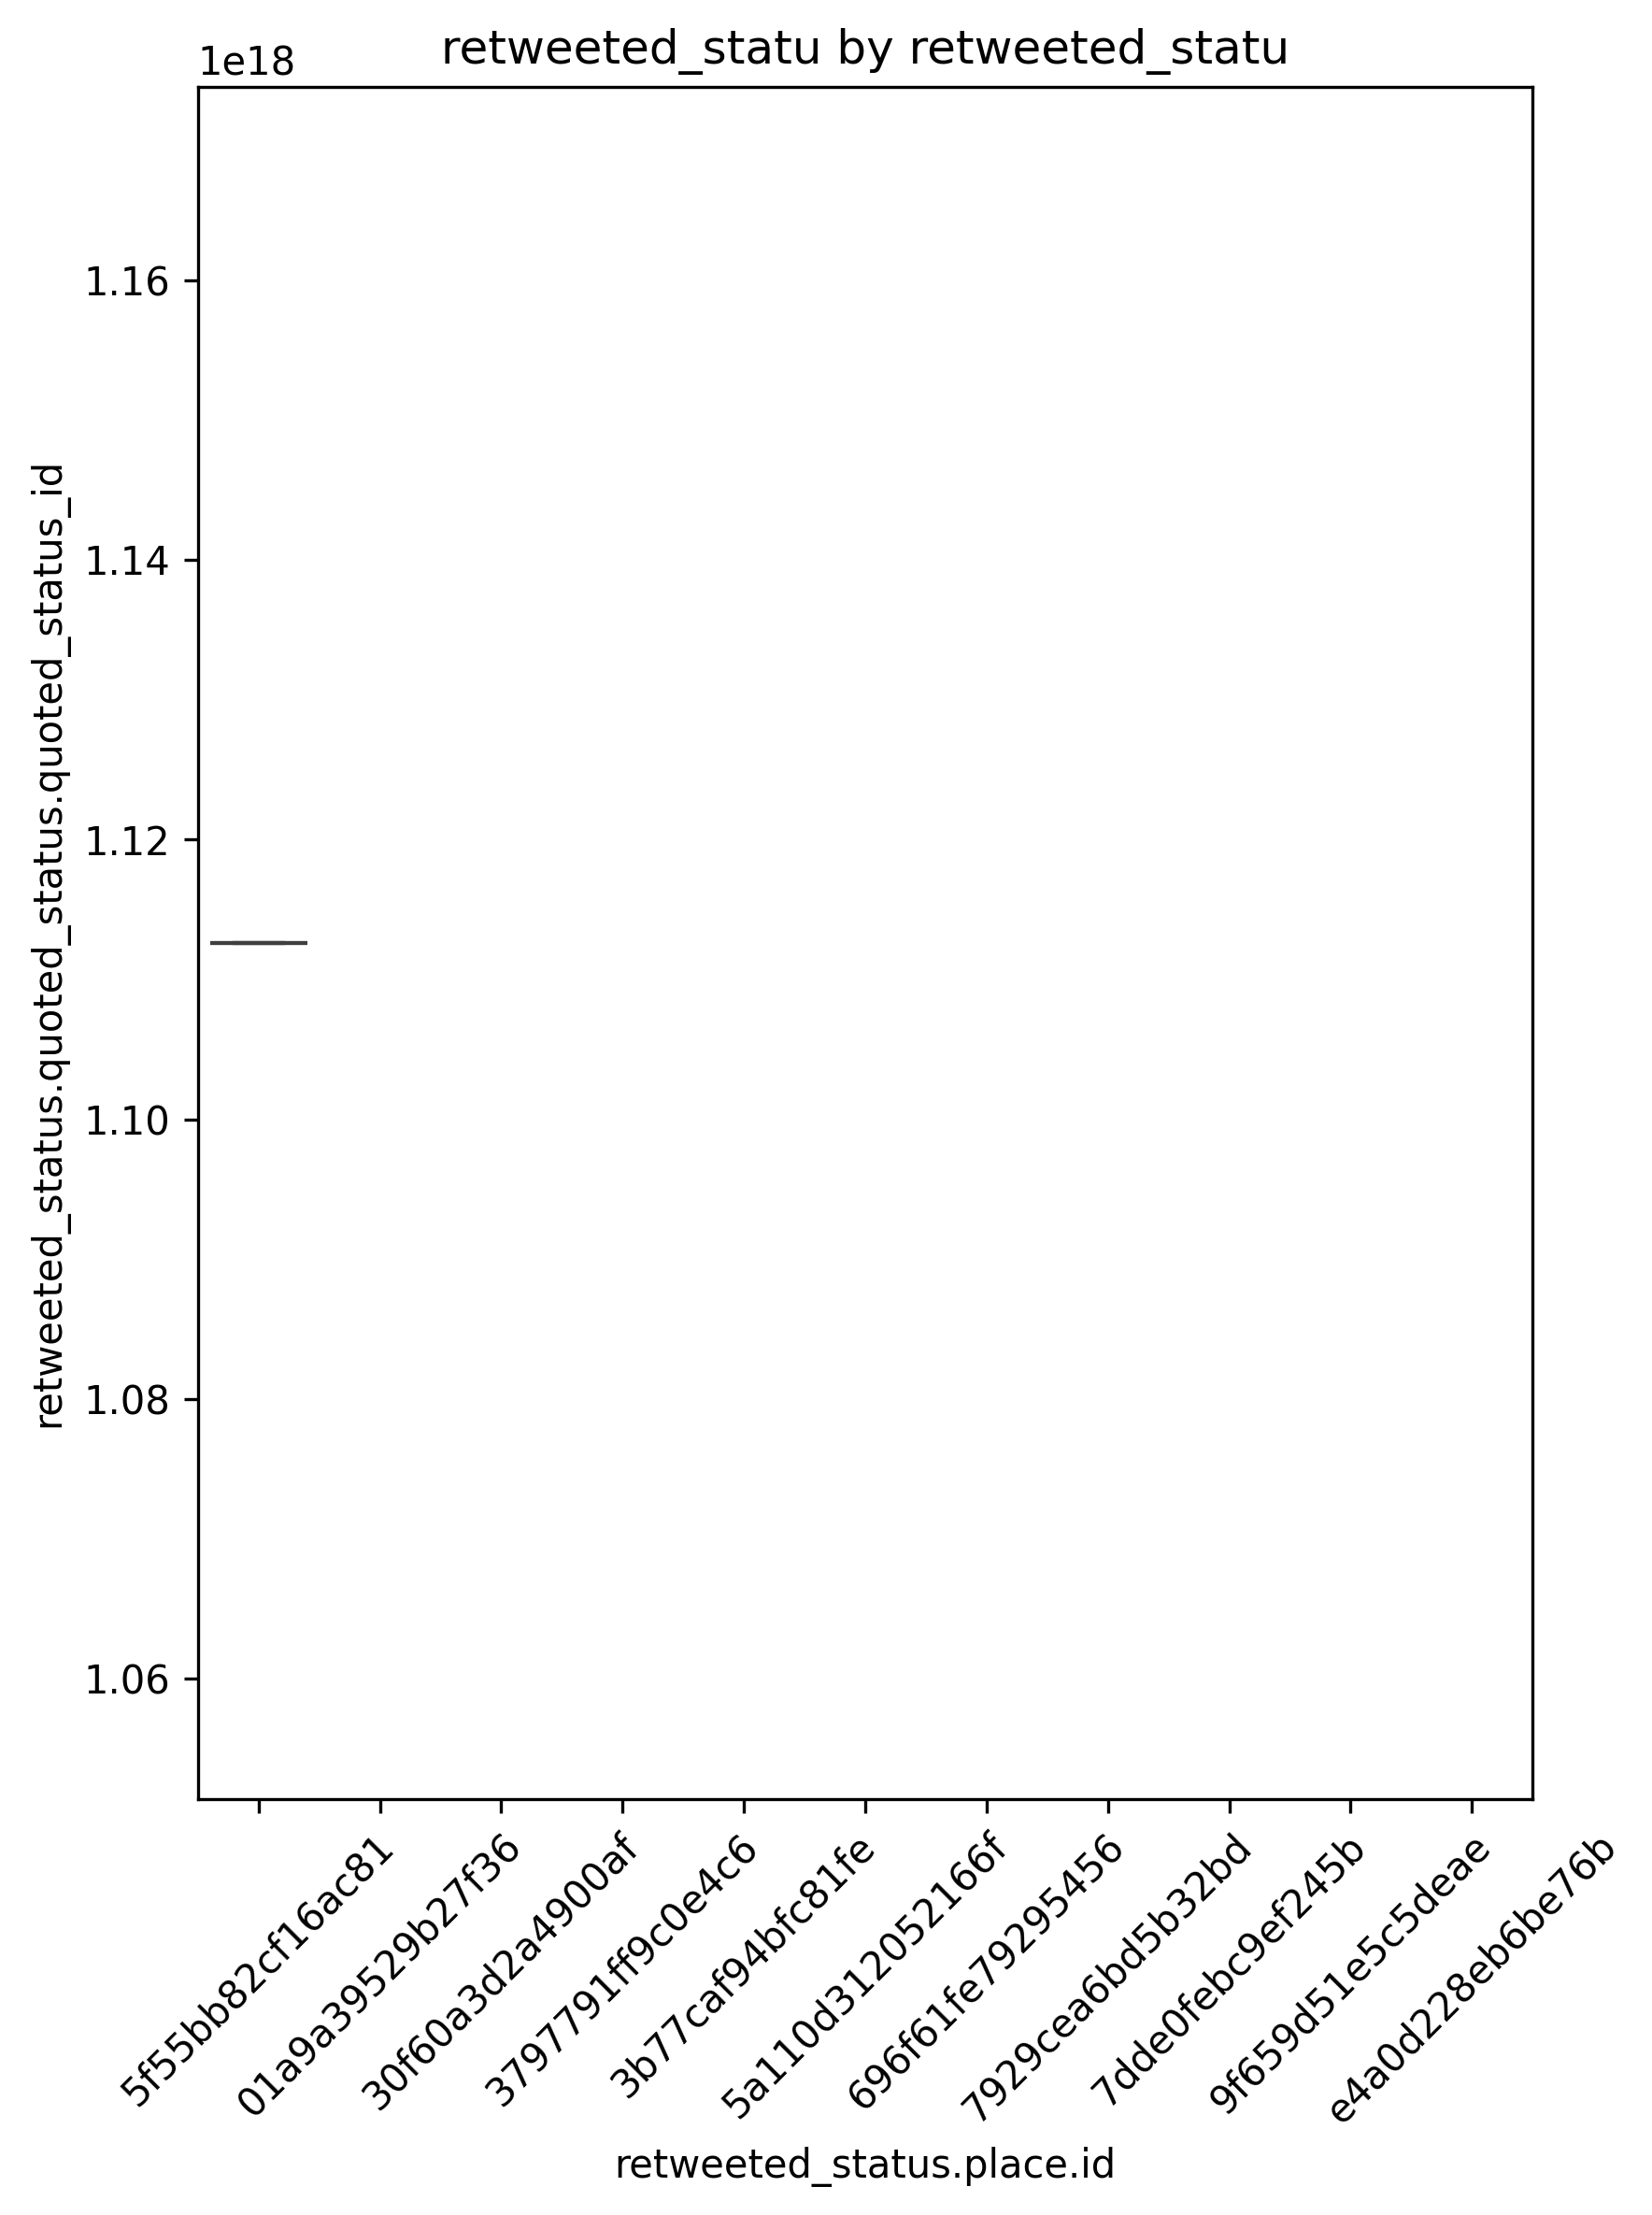 retweeted_statu by retweeted_statu
1e18
1.16
1.14
1.12
1.10
1.08
1.06
retweeted_status.quoted_status.quoted_status_id
5f55bb82cf16ac81
01a9a39529b27f36
30f60a3d2a4900af
3797791ff9c0e4c6
3b77caf94bfc81fe
5a110d312052166f
696f61fe79295456
7929cea6bd5b32bd
7dde0febc9ef245b
9f659d51e5c5deae
e4a0d228eb6be76b
retweeted_status.place.id